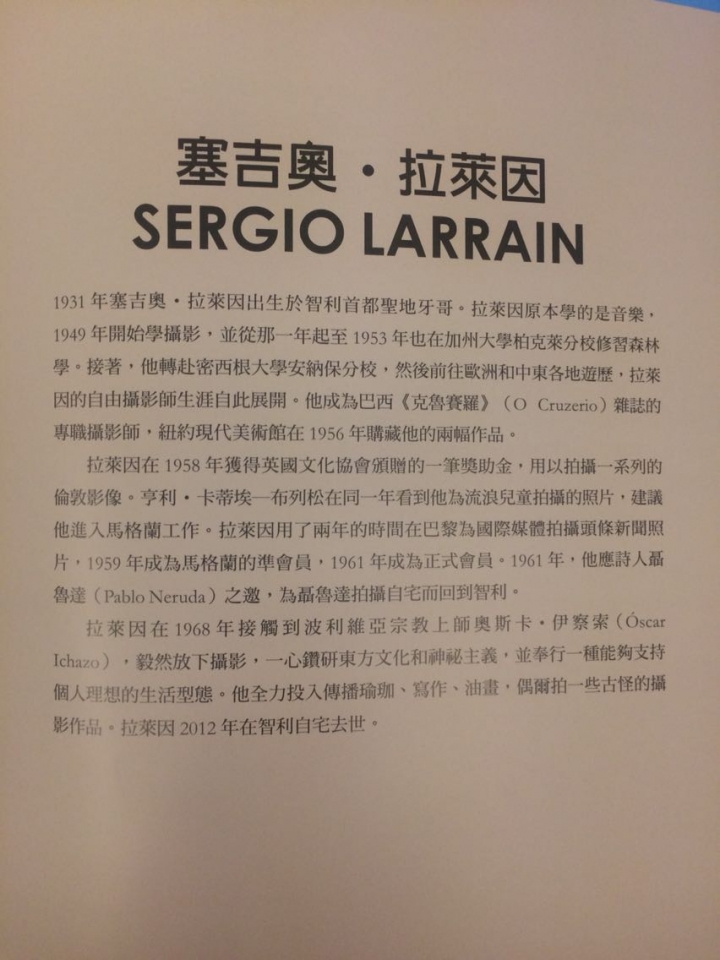 塞吉奧・拉萊因
SERGIO LARRAIN
1931 年塞吉奧・拉萊因出生於智利首都聖地牙哥。拉萊因原本學的是音樂，
1949 年開始學攝影，並從那一年起至 1953 年也在加州大學柏克萊分校修習森林
學。接著，他轉赴密西根大學安納保分校，然後前往歐洲和中東各地遊歷，拉萊
因的自由攝影師生涯自此展開。他成為巴西《克魯賽羅》（O Cruzerio）雜誌的
專職攝影師，紐約現代美術館在 1956 年購藏他的兩幅作品。
拉萊因在 1958 年獲得英國文化協會頒贈的一筆獎助金，用以拍攝一系列的
倫敦影像。亨利・卡蒂埃—布列松在同一年看到他為流浪兒童拍攝的照片，建議
他進入馬格蘭工作。拉萊因用了兩年的時間在巴黎為國際媒體拍攝頭條新聞照
片，1959 年成為馬格蘭的準會員，1961 年成為正式會員。1961 年，他應詩人聶
魯達（Pablo Neruda）之邀，為聶魯達拍攝自宅而回到智利。
拉萊因在 1968 年接觸到波利維亞宗教上師奧斯卡・伊察索（Óscar
Ichazo），毅然放下攝影，一心鑽研東方文化和神祕主義，並奉行一種能夠支持
個人理想的生活型態。他全力投入傳播瑜珈、寫作、油畫，偶爾拍一些古怪的攝
影作品。拉萊因 2012 年在智利自宅去世。